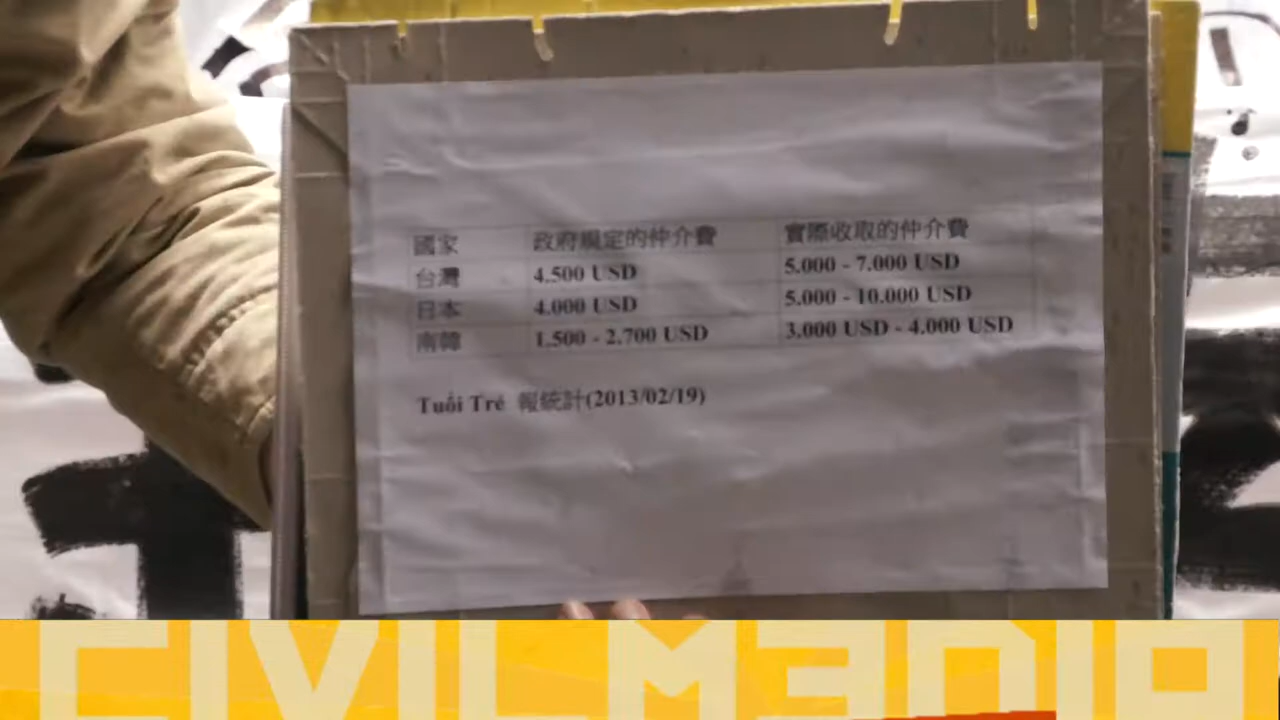 國家 政府規定的仲介費 實際收取的仲介費
台灣 4.500 USD 5.000 - 7.000 USD
日本 4.000 USD 5.000 - 10.000 USD
南韓 1.500 - 2.700 USD 3.000 USD - 4.000 USD
Tuổi Trẻ 報統計(2013/02/19)
CIVIL MEDIA